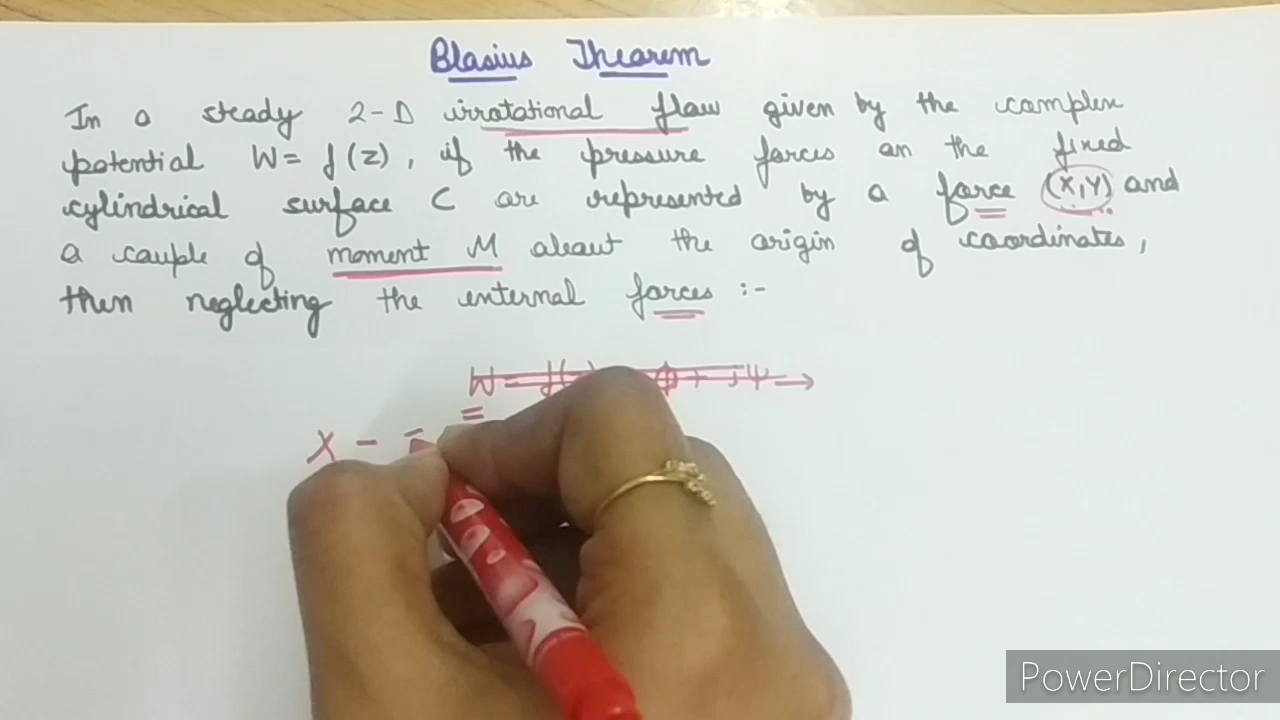 Blasius Theorem
In a steady 2-D irrotational flow given by the complex
potential W = f(z), if the pressure forces on the fixed
cylindrical surface C are represented by a force (X,Y) and
a couple of moment M about the origin of coordinates,
then neglecting the external forces :-
W = f(z) ϕ + iψ
=
X -
PowerDirector